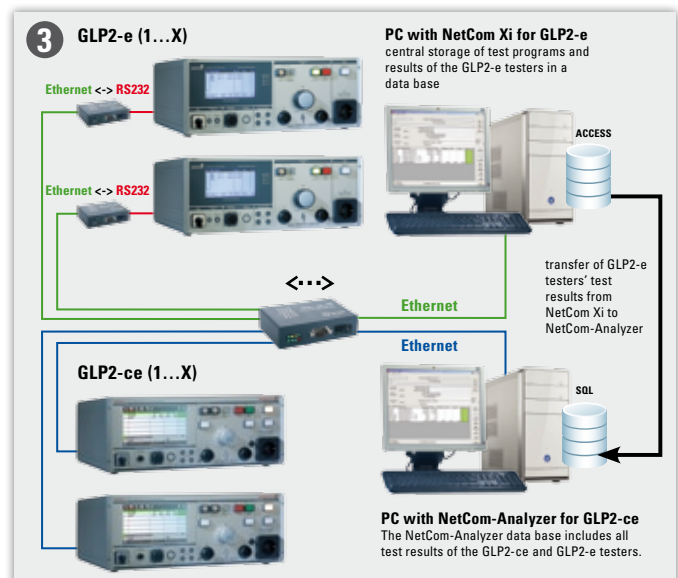 3
GLP2-e (1...X)
PC with NetCom Xi for GLP2-e
central storage of test programs and
results of the GLP2-e testers in a
data base
Ethernet <-> RS232
ACCESS
Ethernet <-> RS232
transfer of GLP2-e
testers' test
results from
NetCom Xi to
NetCom-Analyzer
Ethernet
Ethernet
GLP2-ce (1...X)
SQL
PC with NetCom-Analyzer for GLP2-ce
The NetCom-Analyzer data base includes all
test results of the GLP2-ce and GLP2-e testers.